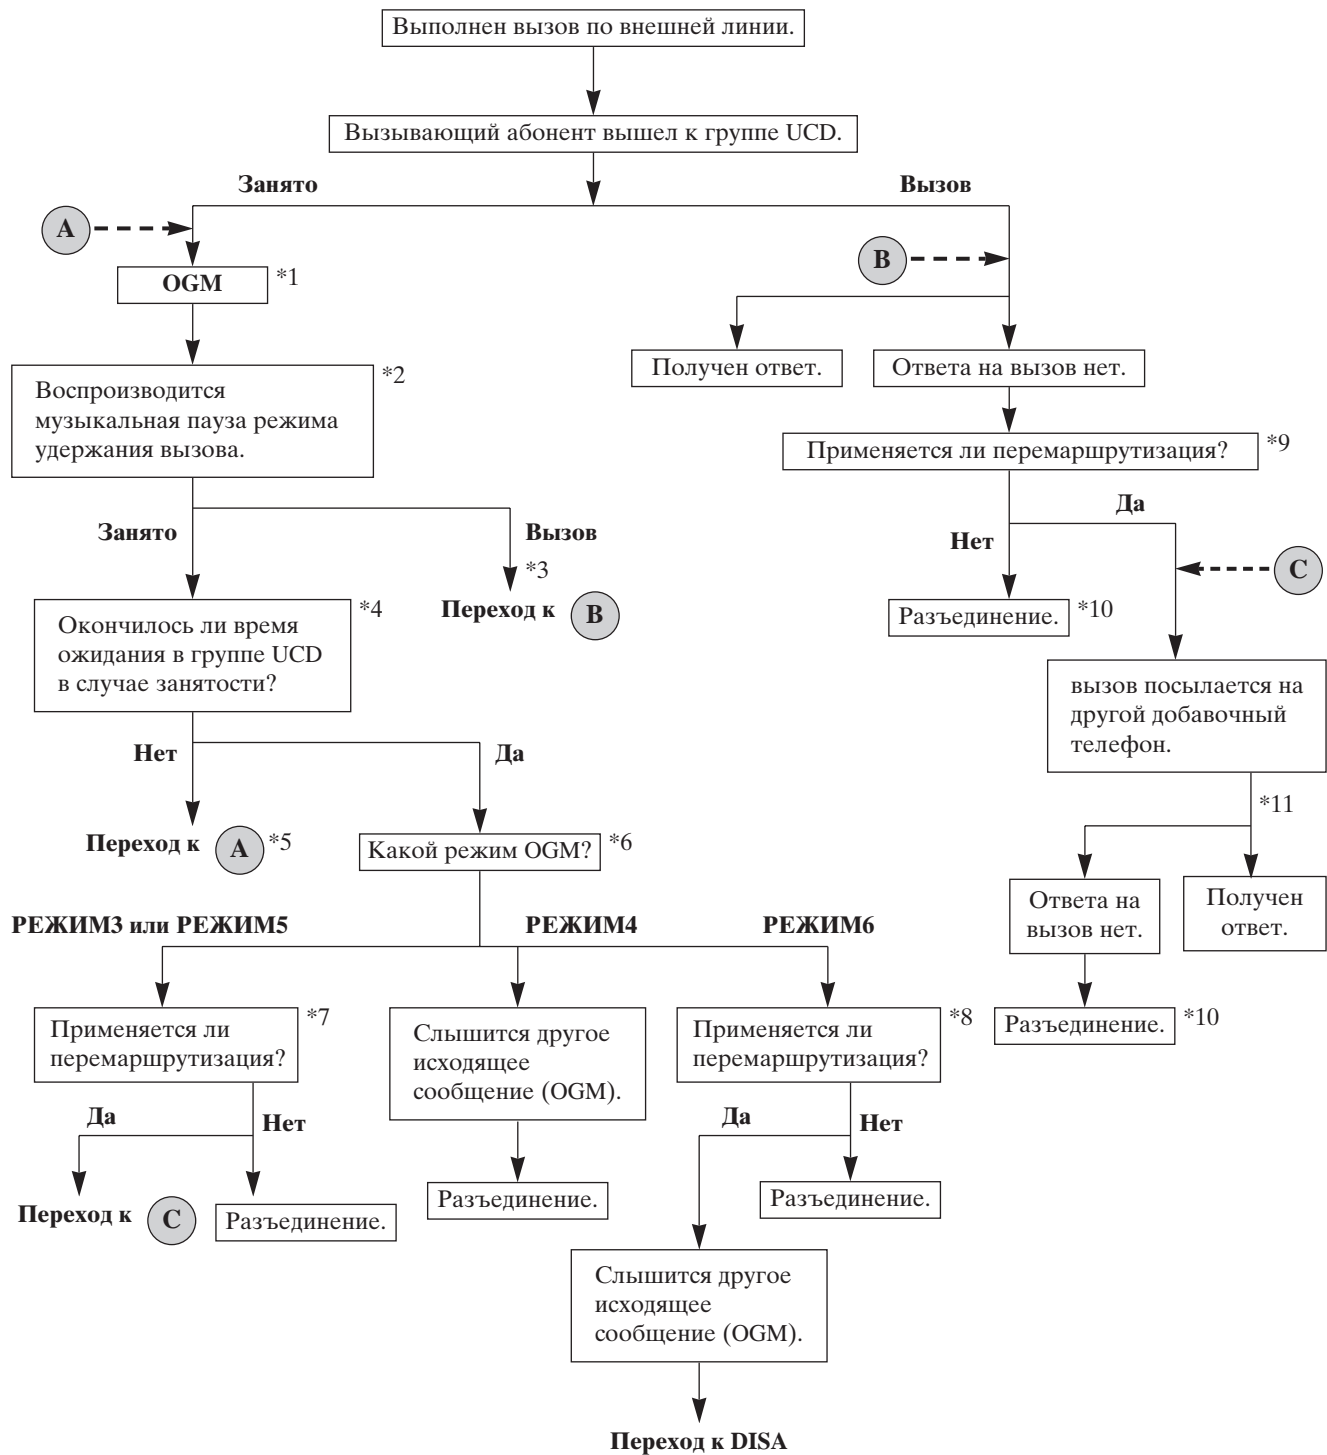 Выполнен вызов по внешней линии.
Вызывающий абонент вышел к группе UCD.
Занято
Вызов
A
B
OGM
*1
Получен ответ.
Ответа на вызов нет.
Воспроизводится
музыкальная пауза режима
удержания вызова.
*2
Применяется ли перемаршрутизация?
*9
Занято
Вызов
*3
Переход к B
Нет
Да
C
Разъединение.
*10
Окончилось ли время
ожидания в группе UCD
в случае занятости?
*4
вызов посылается на
другой добавочный
телефон.
*11
Нет
Да
Переход к A *5
Какой режим OGM?
*6
Ответа на
вызов нет.
Получен
ответ.
Разъединение.
*10
РЕЖИМ3 или РЕЖИМ5
РЕЖИМ4
РЕЖИМ6
Применяется ли
перемаршрутизация?
*7
Слышится другое
исходящее
сообщение (OGM).
Применяется ли
перемаршрутизация?
*8
Да
Нет
Переход к C
Разъединение.
Разъединение.
Да
Нет
Разъединение.
Слышится другое
исходящее
сообщение (OGM).
Переход к DISA